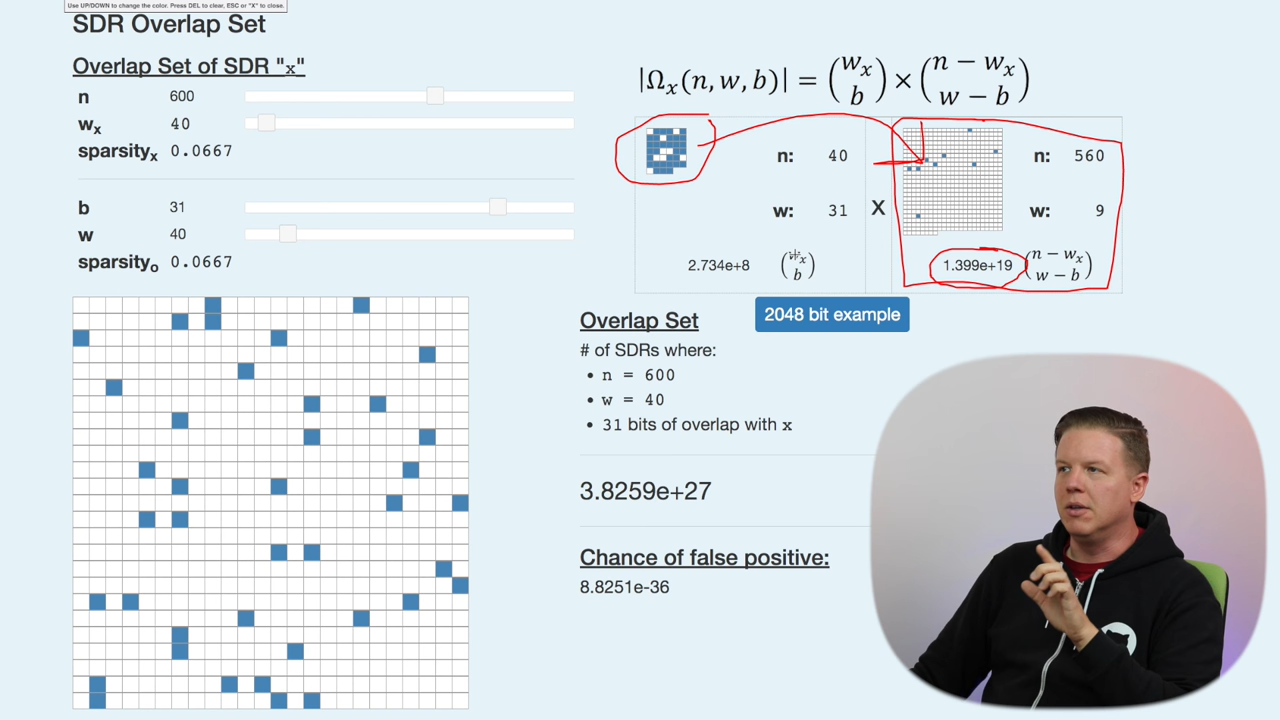 Use UP/DOWN to change the color. Press DEL to clear, ESC or "X" to close.
SDR Overlap Set
Overlap Set of SDR "x"
n 600
wx 40
sparsityx 0.0667
b 31
w 40
sparsityo 0.0667
|Ωx(n, w, b)| = (wx b) × (n − wx w − b)
n: 40
w: 31
2.734e+8 (wx b)
X
n: 560
w: 9
1.399e+19 (n − wx w − b)
Overlap Set
2048 bit example
# of SDRs where:
• n = 600
• w = 40
• 31 bits of overlap with x
3.8259e+27
Chance of false positive:
8.8251e-36